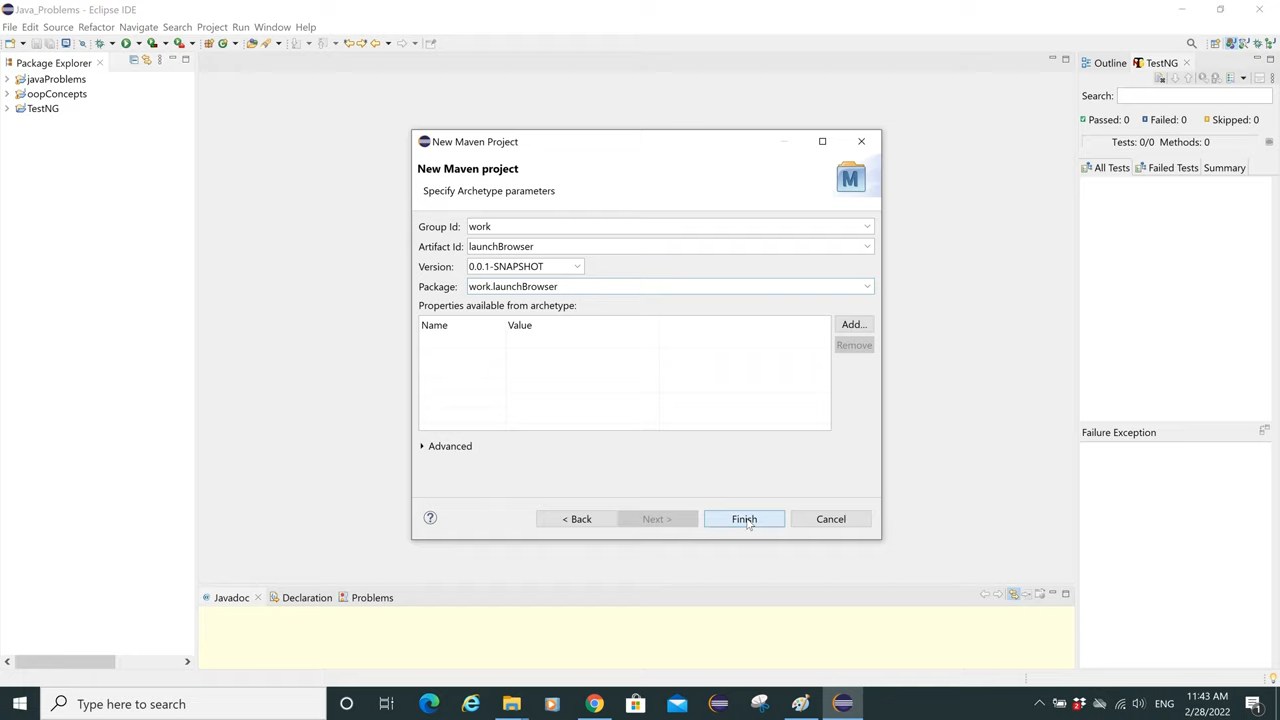 Java_Problems - Eclipse IDE
File Edit Source Refactor Navigate Search Project Run Window Help
Package Explorer
javaProblems
oopConcepts
TestNG
New Maven Project
New Maven project
Specify Archetype parameters
M
Group Id: work
Artifact Id: launchBrowser
Version: 0.0.1-SNAPSHOT
Package: work.launchBrowser
Properties available from archetype:
Name Value
Add...
Remove
Advanced
? < Back Next > Finish Cancel
Outline TestNG
Search:
Passed: 0 Failed: 0 Skipped: 0
Tests: 0/0 Methods: 0
All Tests Failed Tests Summary
Failure Exception
@ Javadoc Declaration Problems
Type here to search
ENG
11:43 AM
2/28/2022